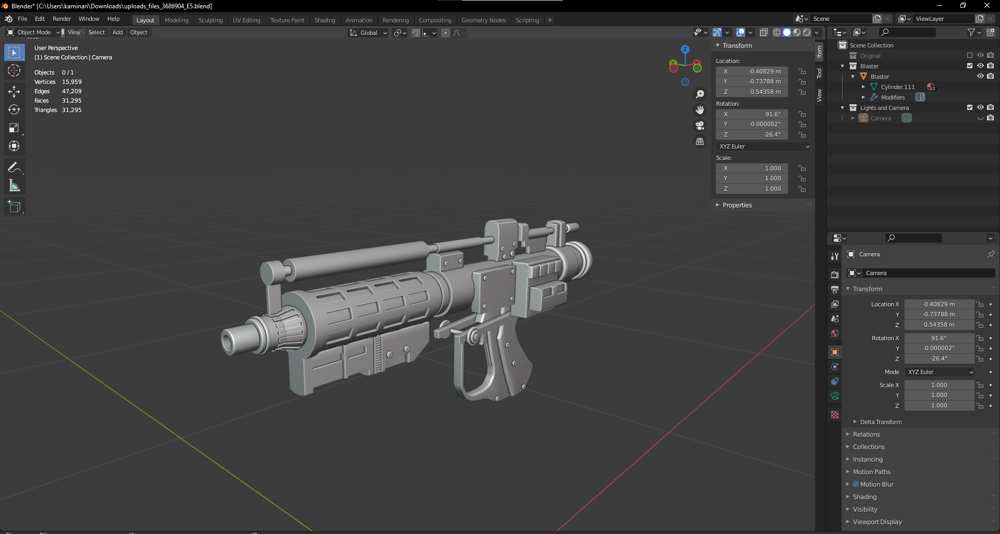 Blender* [C:\Users\kaminari\Downloads\uploads_files_3686904_E5.blend]
File Edit Render Window Help Layout Modeling Sculpting UV Editing Texture Paint Shading Animation Rendering Compositing Geometry Nodes Scripting + Scene ViewLayer
Object Mode View Select Add Object Global
User Perspective
(1) Scene Collection | Camera
Objects 0 / 1
Vertices 15,959
Edges 47,209
Faces 31,295
Triangles 31,295
Z
Transform
Location:
X -0.40829 m
Y -0.73788 m
Z 0.54358 m
Rotation:
X 91.6°
Y -0.000002°
Z -26.4°
XYZ Euler
Scale:
X 1.000
Y 1.000
Z 1.000
Properties
Item
Tool
View
Scene Collection
Original
Blaster
Blaster
Cylinder.111 2
Modifiers
Lights and Camera
Camera
Camera
Camera
Transform
Location X -0.40829 m
Y -0.73788 m
Z 0.54358 m
Rotation X 91.6°
Y -0.000002°
Z -26.4°
Mode XYZ Euler
Scale X 1.000
Y 1.000
Z 1.000
Delta Transform
Relations
Collections
Instancing
Motion Paths
Motion Blur
Shading
Visibility
Viewport Display